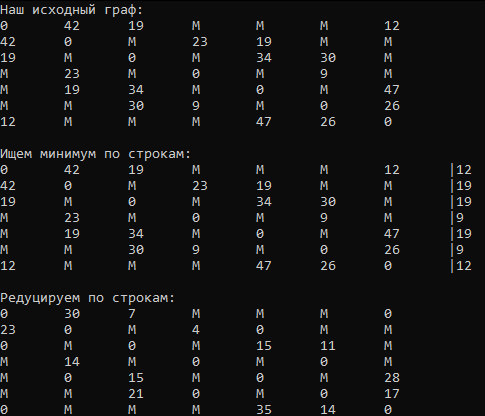 Наш исходный граф:
0 42 19 M M M 12
42 0 M 23 19 M M
19 M 0 M 34 30 M
M 23 M 0 M 9 M
M 19 34 M 0 M 47
M M 30 9 M 0 26
12 M M M 47 26 0
Ищем минимум по строкам:
0 42 19 M M M 12 |12
42 0 M 23 19 M M |19
19 M 0 M 34 30 M |19
M 23 M 0 M 9 M |9
M 19 34 M 0 M 47 |19
M M 30 9 M 0 26 |9
12 M M M 47 26 0 |12
Редуцируем по строкам:
0 30 7 M M M 0
23 0 M 4 0 M M
0 M 0 M 15 11 M
M 14 M 0 M 0 M
M 0 15 M 0 M 28
M M 21 0 M 0 17
0 M M M 35 14 0